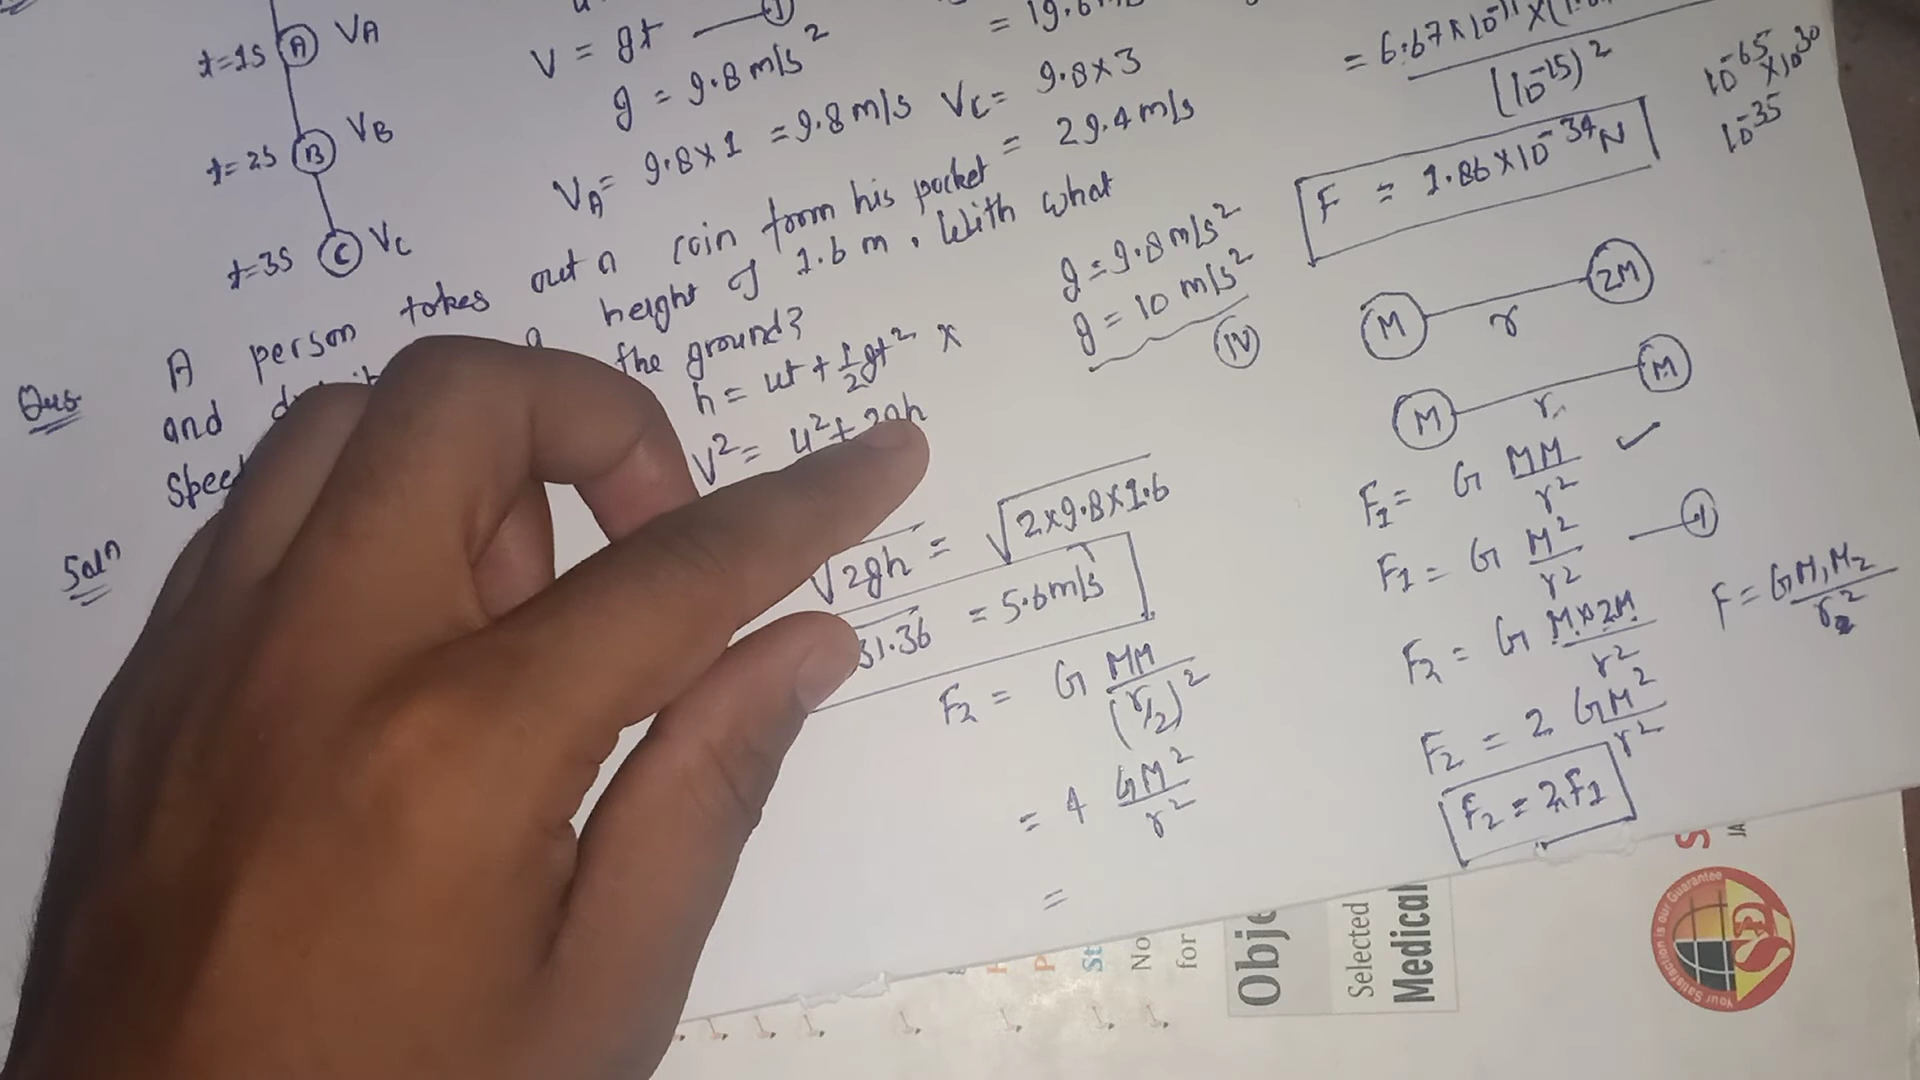 t=1s A VA
V = gt — 1
g = 9.8 m/s²
= 19.6
t=2s B VB
VA = 9.8×1 = 9.8 m/s VC = 9.8×3
= 29.4 m/s
t=3s C VC
Ques A person takes out a coin from his pocket
and height of 1.6 m. With what
the ground?
Solⁿ
h = ut + 1/2 gt² ×
V² = u² + 2gh
√2gh = √2×9.8×1.6
31.36 = 5.6 m/s
g = 9.8 m/s²
g = 10 m/s²
IV
F2 = G MM/(r/2)²
= 4 GM²/r²
=
= 6.67×10⁻¹¹×
(10⁻¹⁵)²
10⁻⁶⁵ ×10³⁰
10⁻³⁵
F = 1.86×10⁻³⁴ N
M r 2M
M r M
F1 = G MM/r² ✓
F1 = G M²/r² — 1
F2 = G M×2M/r²
F = GM1M2/r²
F2 = 2 GM²/r²
F2 = 2F1
Obje
Selected
Medical
No
for
St
Your Satisfaction is our Guarantee